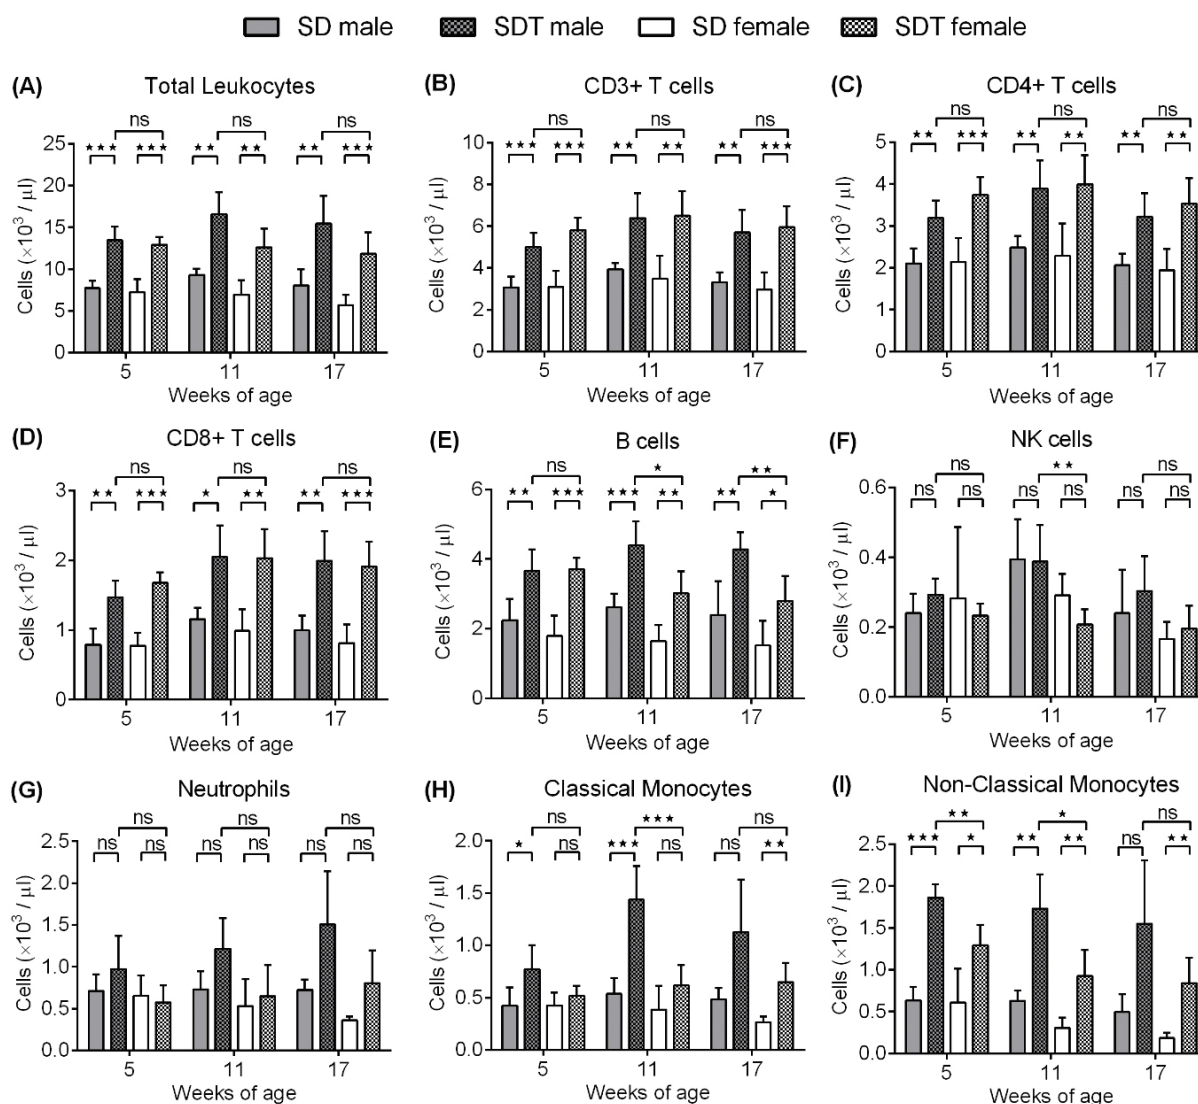 SD male SDT male SD female SDT female
(A) Total Leukocytes
ns ns ns
★★★ ★★★ ★★ ★★ ★★ ★★★
Cells (×10³ / µl)
25
20
15
10
5
0
5 11 17
Weeks of age
(B) CD3+ T cells
ns ns ns
★★★ ★★★ ★★ ★★ ★★ ★★★
Cells (×10³ / µl)
10
8
6
4
2
0
5 11 17
Weeks of age
(C) CD4+ T cells
ns ns ns
★★ ★★★ ★★ ★★ ★★ ★★
Cells (×10³ / µl)
5
4
3
2
1
0
5 11 17
Weeks of age
(D) CD8+ T cells
ns ns ns
★★ ★★★ ★ ★★ ★★ ★★★
Cells (×10³ / µl)
3
2
1
0
5 11 17
Weeks of age
(E) B cells
ns ★ ★★
★★ ★★★ ★★★ ★★ ★★ ★
Cells (×10³ / µl)
6
4
2
0
5 11 17
Weeks of age
(F) NK cells
ns ★★ ns
ns ns ns ns ns ns
Cells (×10³ / µl)
0.6
0.4
0.2
0.0
5 11 17
Weeks of age
(G) Neutrophils
ns ns ns
ns ns ns ns ns ns
Cells (×10³ / µl)
2.5
2.0
1.5
1.0
0.5
0.0
5 11 17
Weeks of age
(H) Classical Monocytes
ns ★★★ ns
★ ns ★★★ ns ns ★★
Cells (×10³ / µl)
2.0
1.5
1.0
0.5
0.0
5 11 17
Weeks of age
(I) Non-Classical Monocytes
★★ ★ ns
★★★ ★ ★★ ★★ ns ★★
Cells (×10³ / µl)
2.5
2.0
1.5
1.0
0.5
0.0
5 11 17
Weeks of age